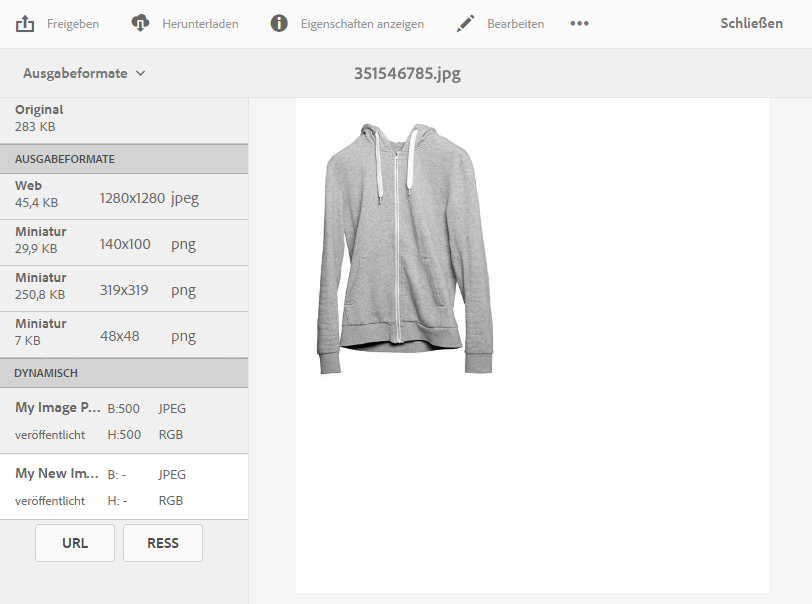 Freigeben Herunterladen Eigenschaften anzeigen Bearbeiten ••• Schließen
Ausgabeformate 351546785.jpg
Original
283 KB
AUSGABEFORMATE
Web
45,4 KB 1280x1280 jpeg
Miniatur
29,9 KB 140x100 png
Miniatur
250,8 KB 319x319 png
Miniatur
7 KB 48x48 png
DYNAMISCH
My Image P... B:500 JPEG
veröffentlicht H:500 RGB
My New Im... B: - JPEG
veröffentlicht H: - RGB
URL RESS